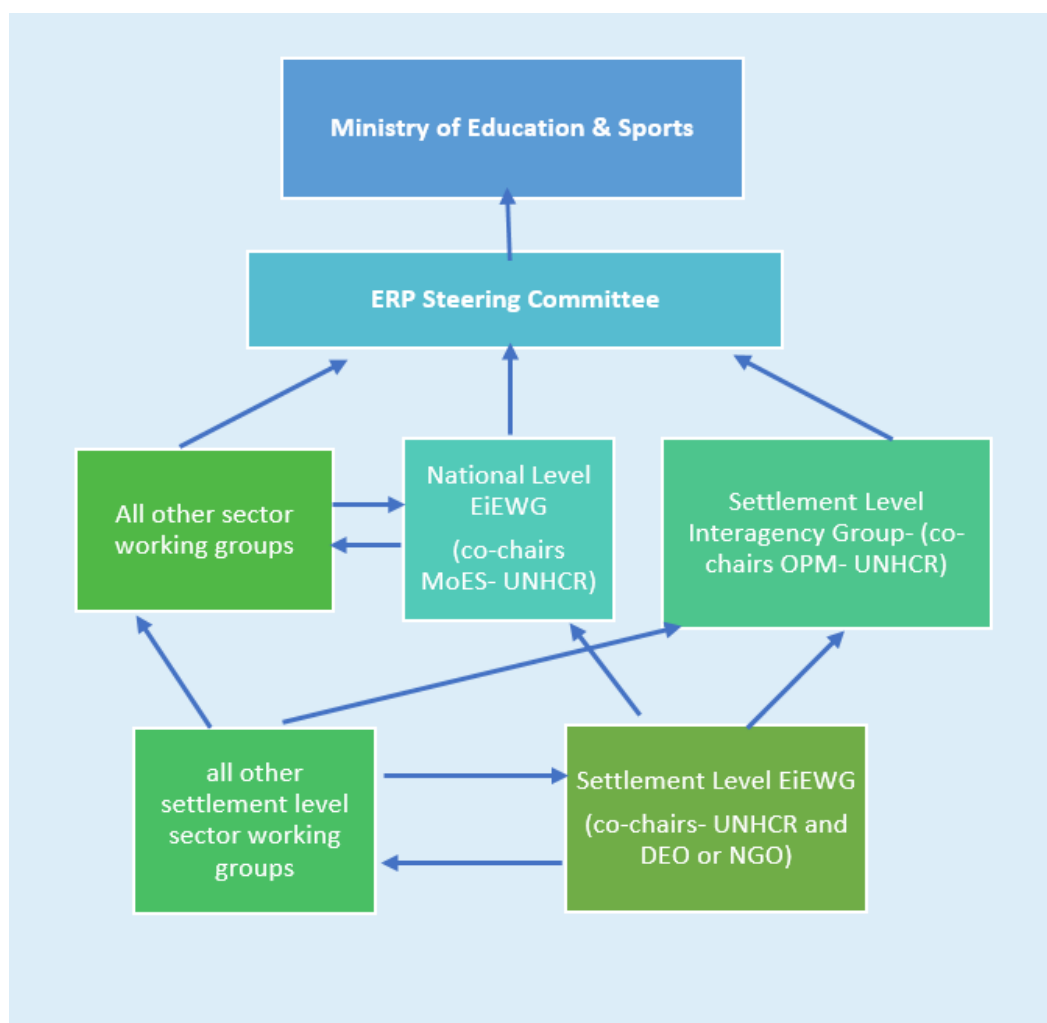 Ministry of Education & Sports
ERP Steering Committee
All other sector
working groups
National Level
EiEWG
(co-chairs
MoES- UNHCR)
Settlement Level
Interagency Group- (co-
chairs OPM- UNHCR)
all other
settlement level
sector working
groups
Settlement Level EiEWG
(co-chairs- UNHCR and
DEO or NGO)